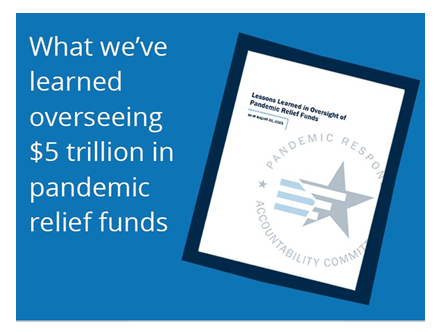 What we've
learned
overseeing
$5 trillion in
pandemic
relief funds
Lessons Learned in Oversight of
Pandemic Relief Funds
PANDEMIC RESPON
ACCOUNTABILITY COMMIT